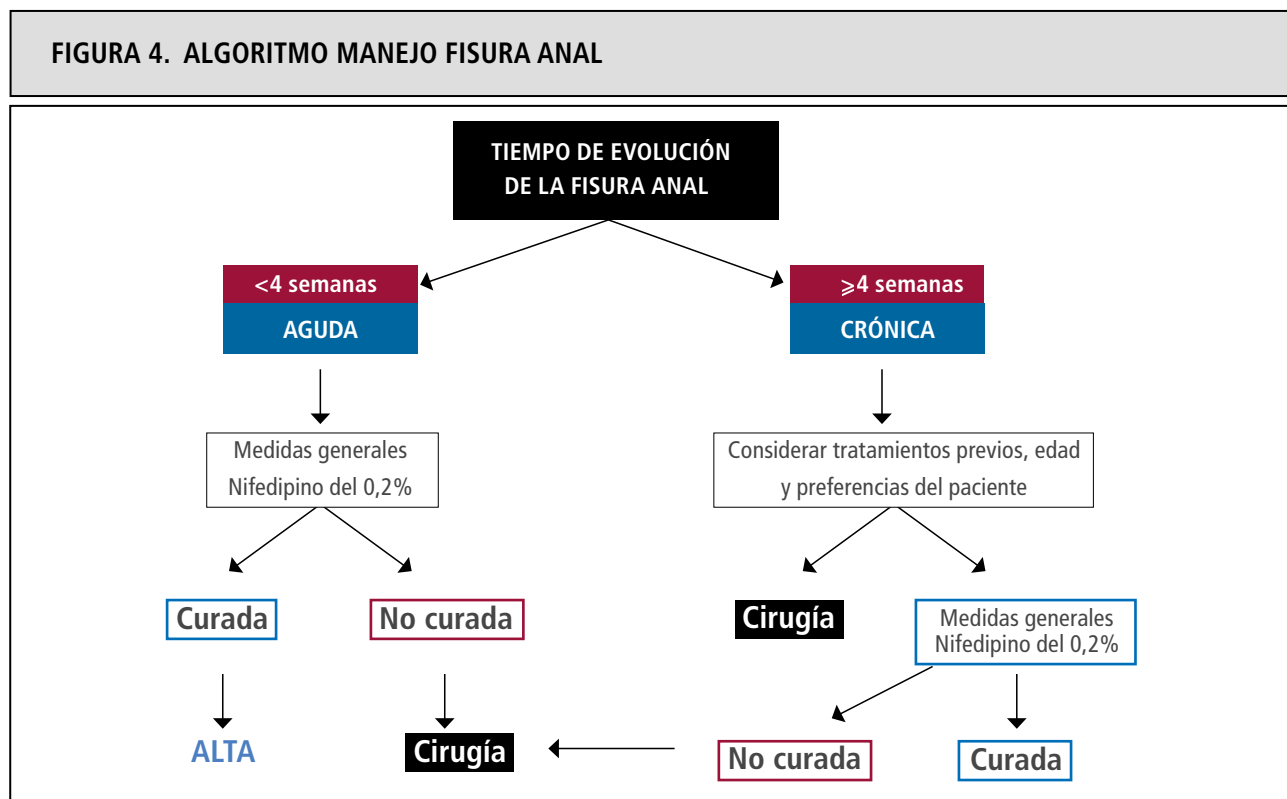 FIGURA 4. ALGORITMO MANEJO FISURA ANAL
TIEMPO DE EVOLUCIÓN
DE LA FISURA ANAL
<4 semanas
AGUDA
⩾4 semanas
CRÓNICA
Medidas generales
Nifedipino del 0,2%
Considerar tratamientos previos, edad
y preferencias del paciente
Curada
No curada
Cirugía
Medidas generales
Nifedipino del 0,2%
ALTA
Cirugía
No curada
Curada